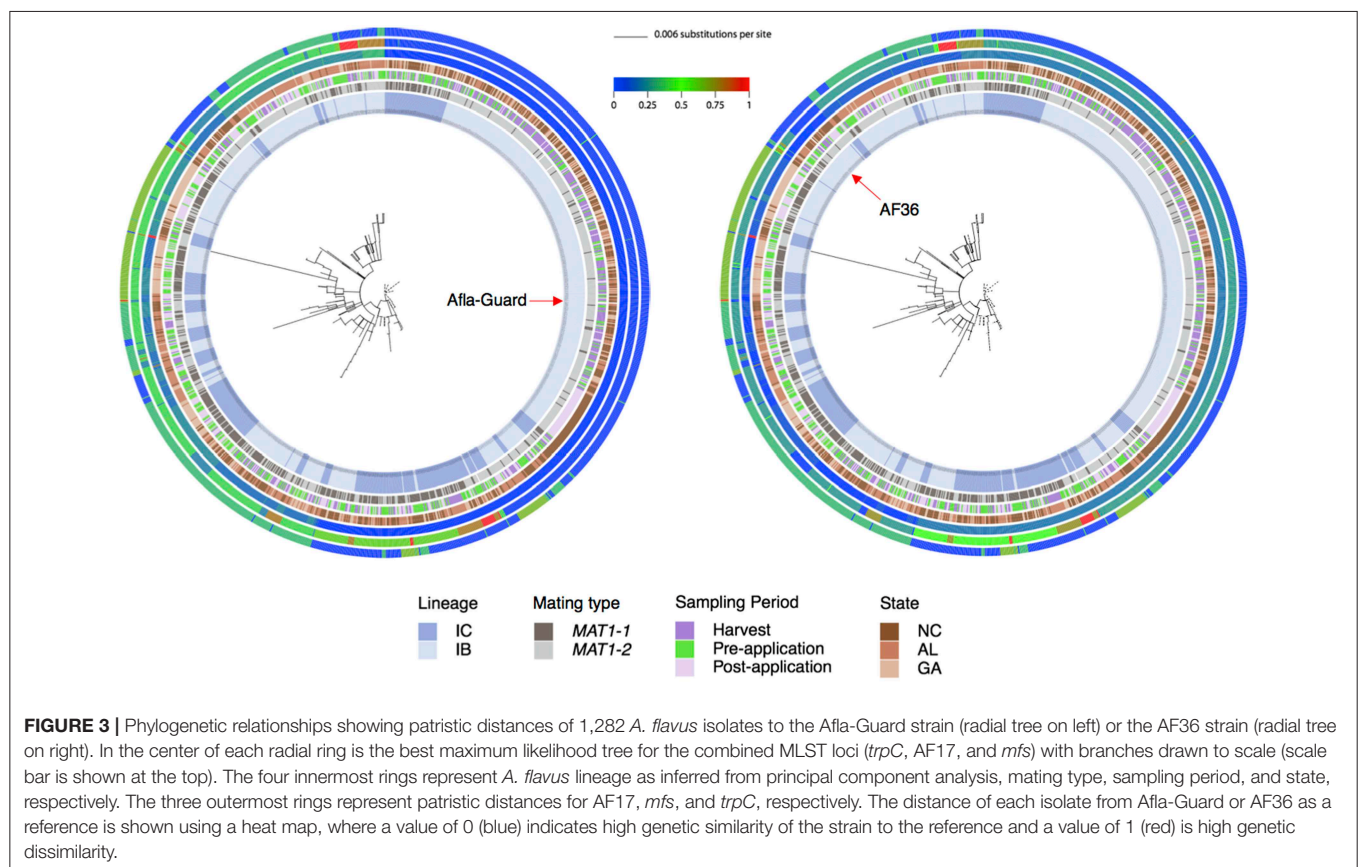 0.006 substitutions per site
0 0.25 0.5 0.75 1
Afla-Guard
AF36
Lineage
IC
IB
Mating type
MAT1-1
MAT1-2
Sampling Period
Harvest
Pre-application
Post-application
State
NC
AL
GA
FIGURE 3 | Phylogenetic relationships showing patristic distances of 1,282 A. flavus isolates to the Afla-Guard strain (radial tree on left) or the AF36 strain (radial tree
on right). In the center of each radial ring is the best maximum likelihood tree for the combined MLST loci (trpC, AF17, and mfs) with branches drawn to scale (scale
bar is shown at the top). The four innermost rings represent A. flavus lineage as inferred from principal component analysis, mating type, sampling period, and state,
respectively. The three outermost rings represent patristic distances for AF17, mfs, and trpC, respectively. The distance of each isolate from Afla-Guard or AF36 as a
reference is shown using a heat map, where a value of 0 (blue) indicates high genetic similarity of the strain to the reference and a value of 1 (red) is high genetic
dissimilarity.